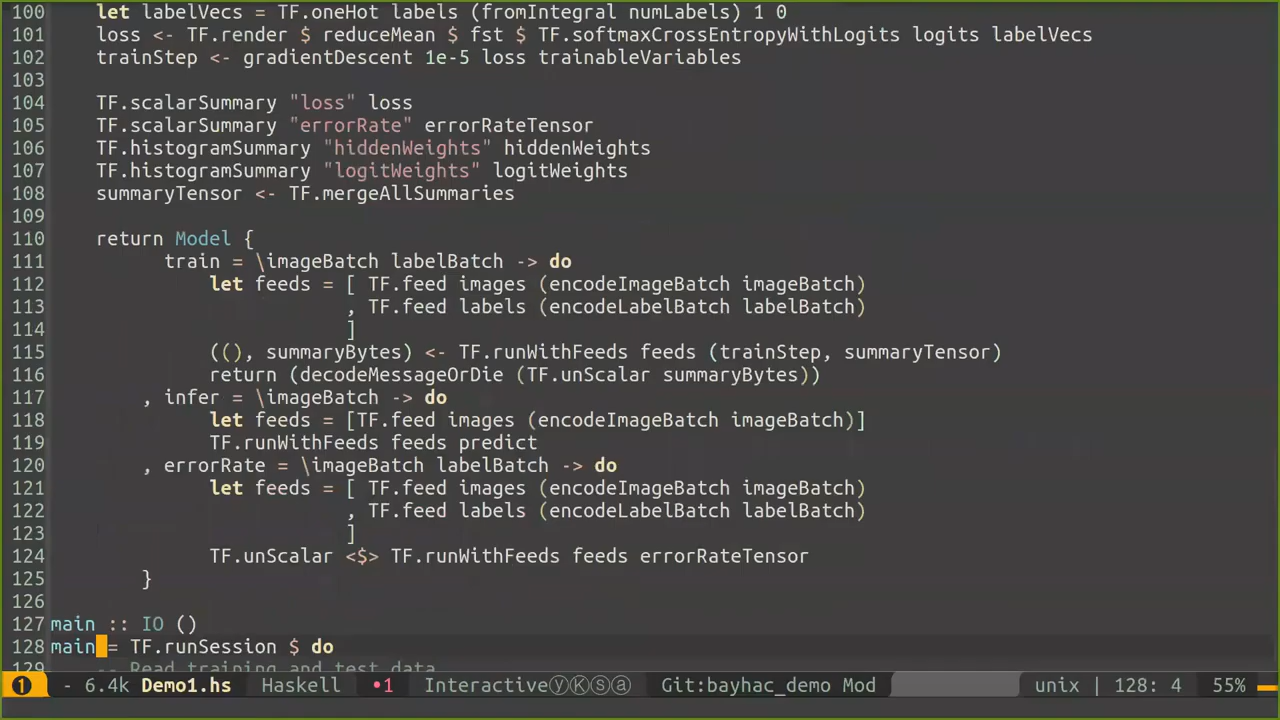 100     let labelVecs = TF.oneHot labels (fromIntegral numLabels) 1 0
101     loss <- TF.render $ reduceMean $ fst $ TF.softmaxCrossEntropyWithLogits logits labelVecs
102     trainStep <- gradientDescent 1e-5 loss trainableVariables
103
104     TF.scalarSummary "loss" loss
105     TF.scalarSummary "errorRate" errorRateTensor
106     TF.histogramSummary "hiddenWeights" hiddenWeights
107     TF.histogramSummary "logitWeights" logitWeights
108     summaryTensor <- TF.mergeAllSummaries
109
110     return Model {
111           train = \imageBatch labelBatch -> do
112               let feeds = [ TF.feed images (encodeImageBatch imageBatch)
113                           , TF.feed labels (encodeLabelBatch labelBatch)
114                           ]
115               ((), summaryBytes) <- TF.runWithFeeds feeds (trainStep, summaryTensor)
116               return (decodeMessageOrDie (TF.unScalar summaryBytes))
117         , infer = \imageBatch -> do
118               let feeds = [TF.feed images (encodeImageBatch imageBatch)]
119               TF.runWithFeeds feeds predict
120         , errorRate = \imageBatch labelBatch -> do
121               let feeds = [ TF.feed images (encodeImageBatch imageBatch)
122                           , TF.feed labels (encodeLabelBatch labelBatch)
123                           ]
124               TF.unScalar <$> TF.runWithFeeds feeds errorRateTensor
125         }
126
127 main :: IO ()
128 main = TF.runSession $ do
129     -- Read training and test data.
❶ - 6.4k Demo1.hs Haskell •1 InteractiveⓨⓀⓢⓐ Git:bayhac_demo Mod unix | 128: 4 55%